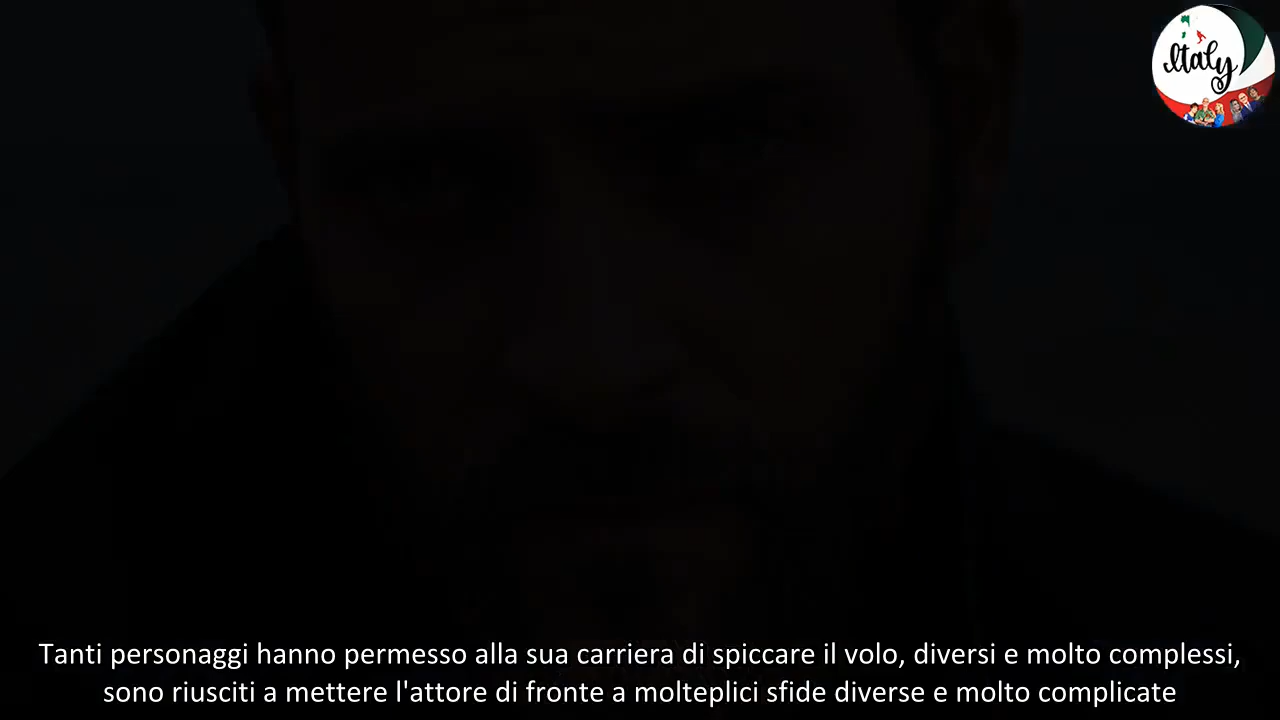 Italy
Tanti personaggi hanno permesso alla sua carriera di spiccare il volo, diversi e molto complessi,
sono riusciti a mettere l'attore di fronte a molteplici sfide diverse e molto complicate